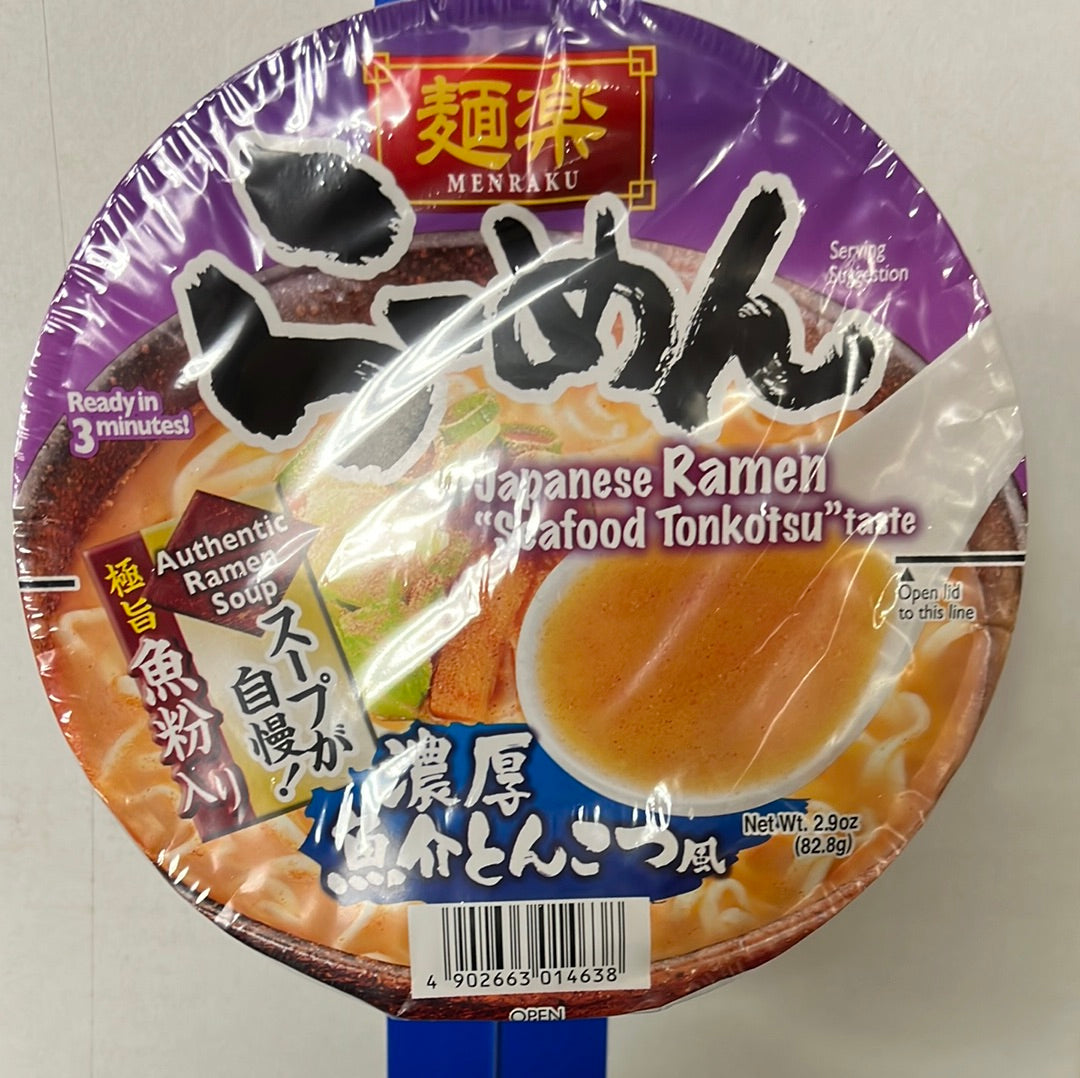 麺楽
MENRAKU
らーめん
Serving
Suggestion
Ready in
3 minutes!
Japanese Ramen
"Seafood Tonkotsu" taste
Authentic
Ramen
Soup
極旨
魚粉入り
スープが
自慢!
Open lid
to this line
濃厚
魚介とんこつ風
Net Wt. 2.9oz
(82.8g)
4 902663 014638
OPEN